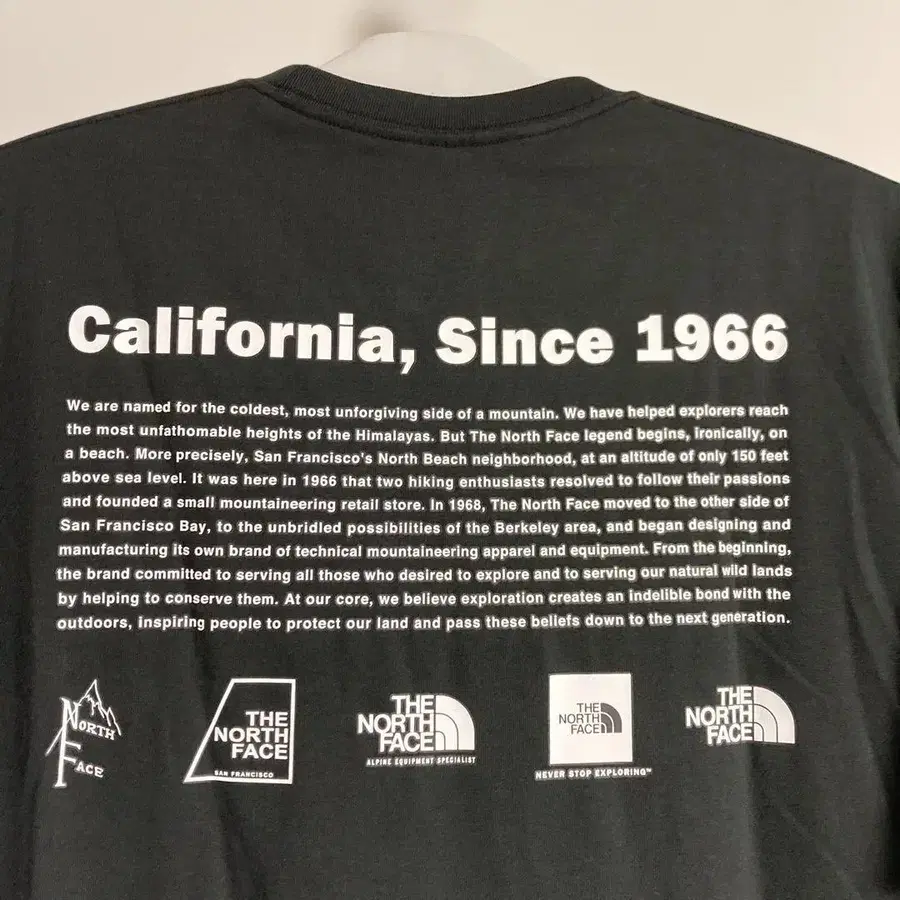 California, Since 1966
We are named for the coldest, most unforgiving side of a mountain. We have helped explorers reach
the most unfathomable heights of the Himalayas. But The North Face legend begins, ironically, on
a beach. More precisely, San Francisco's North Beach neighborhood, at an altitude of only 150 feet
above sea level. It was here in 1966 that two hiking enthusiasts resolved to follow their passions
and founded a small mountaineering retail store. In 1968, The North Face moved to the other side of
San Francisco Bay, to the unbridled possibilities of the Berkeley area, and began designing and
manufacturing its own brand of technical mountaineering apparel and equipment. From the beginning,
the brand committed to serving all those who desired to explore and to serving our natural wild lands
by helping to conserve them. At our core, we believe exploration creates an indelible bond with the
outdoors, inspiring people to protect our land and pass these beliefs down to the next generation.
NORTH
FACE
THE
NORTH
FACE
SAN FRANCISCO
THE
NORTH
FACE
ALPINE EQUIPMENT SPECIALIST
THE
NORTH
FACE
NEVER STOP EXPLORING™
THE
NORTH
FACE